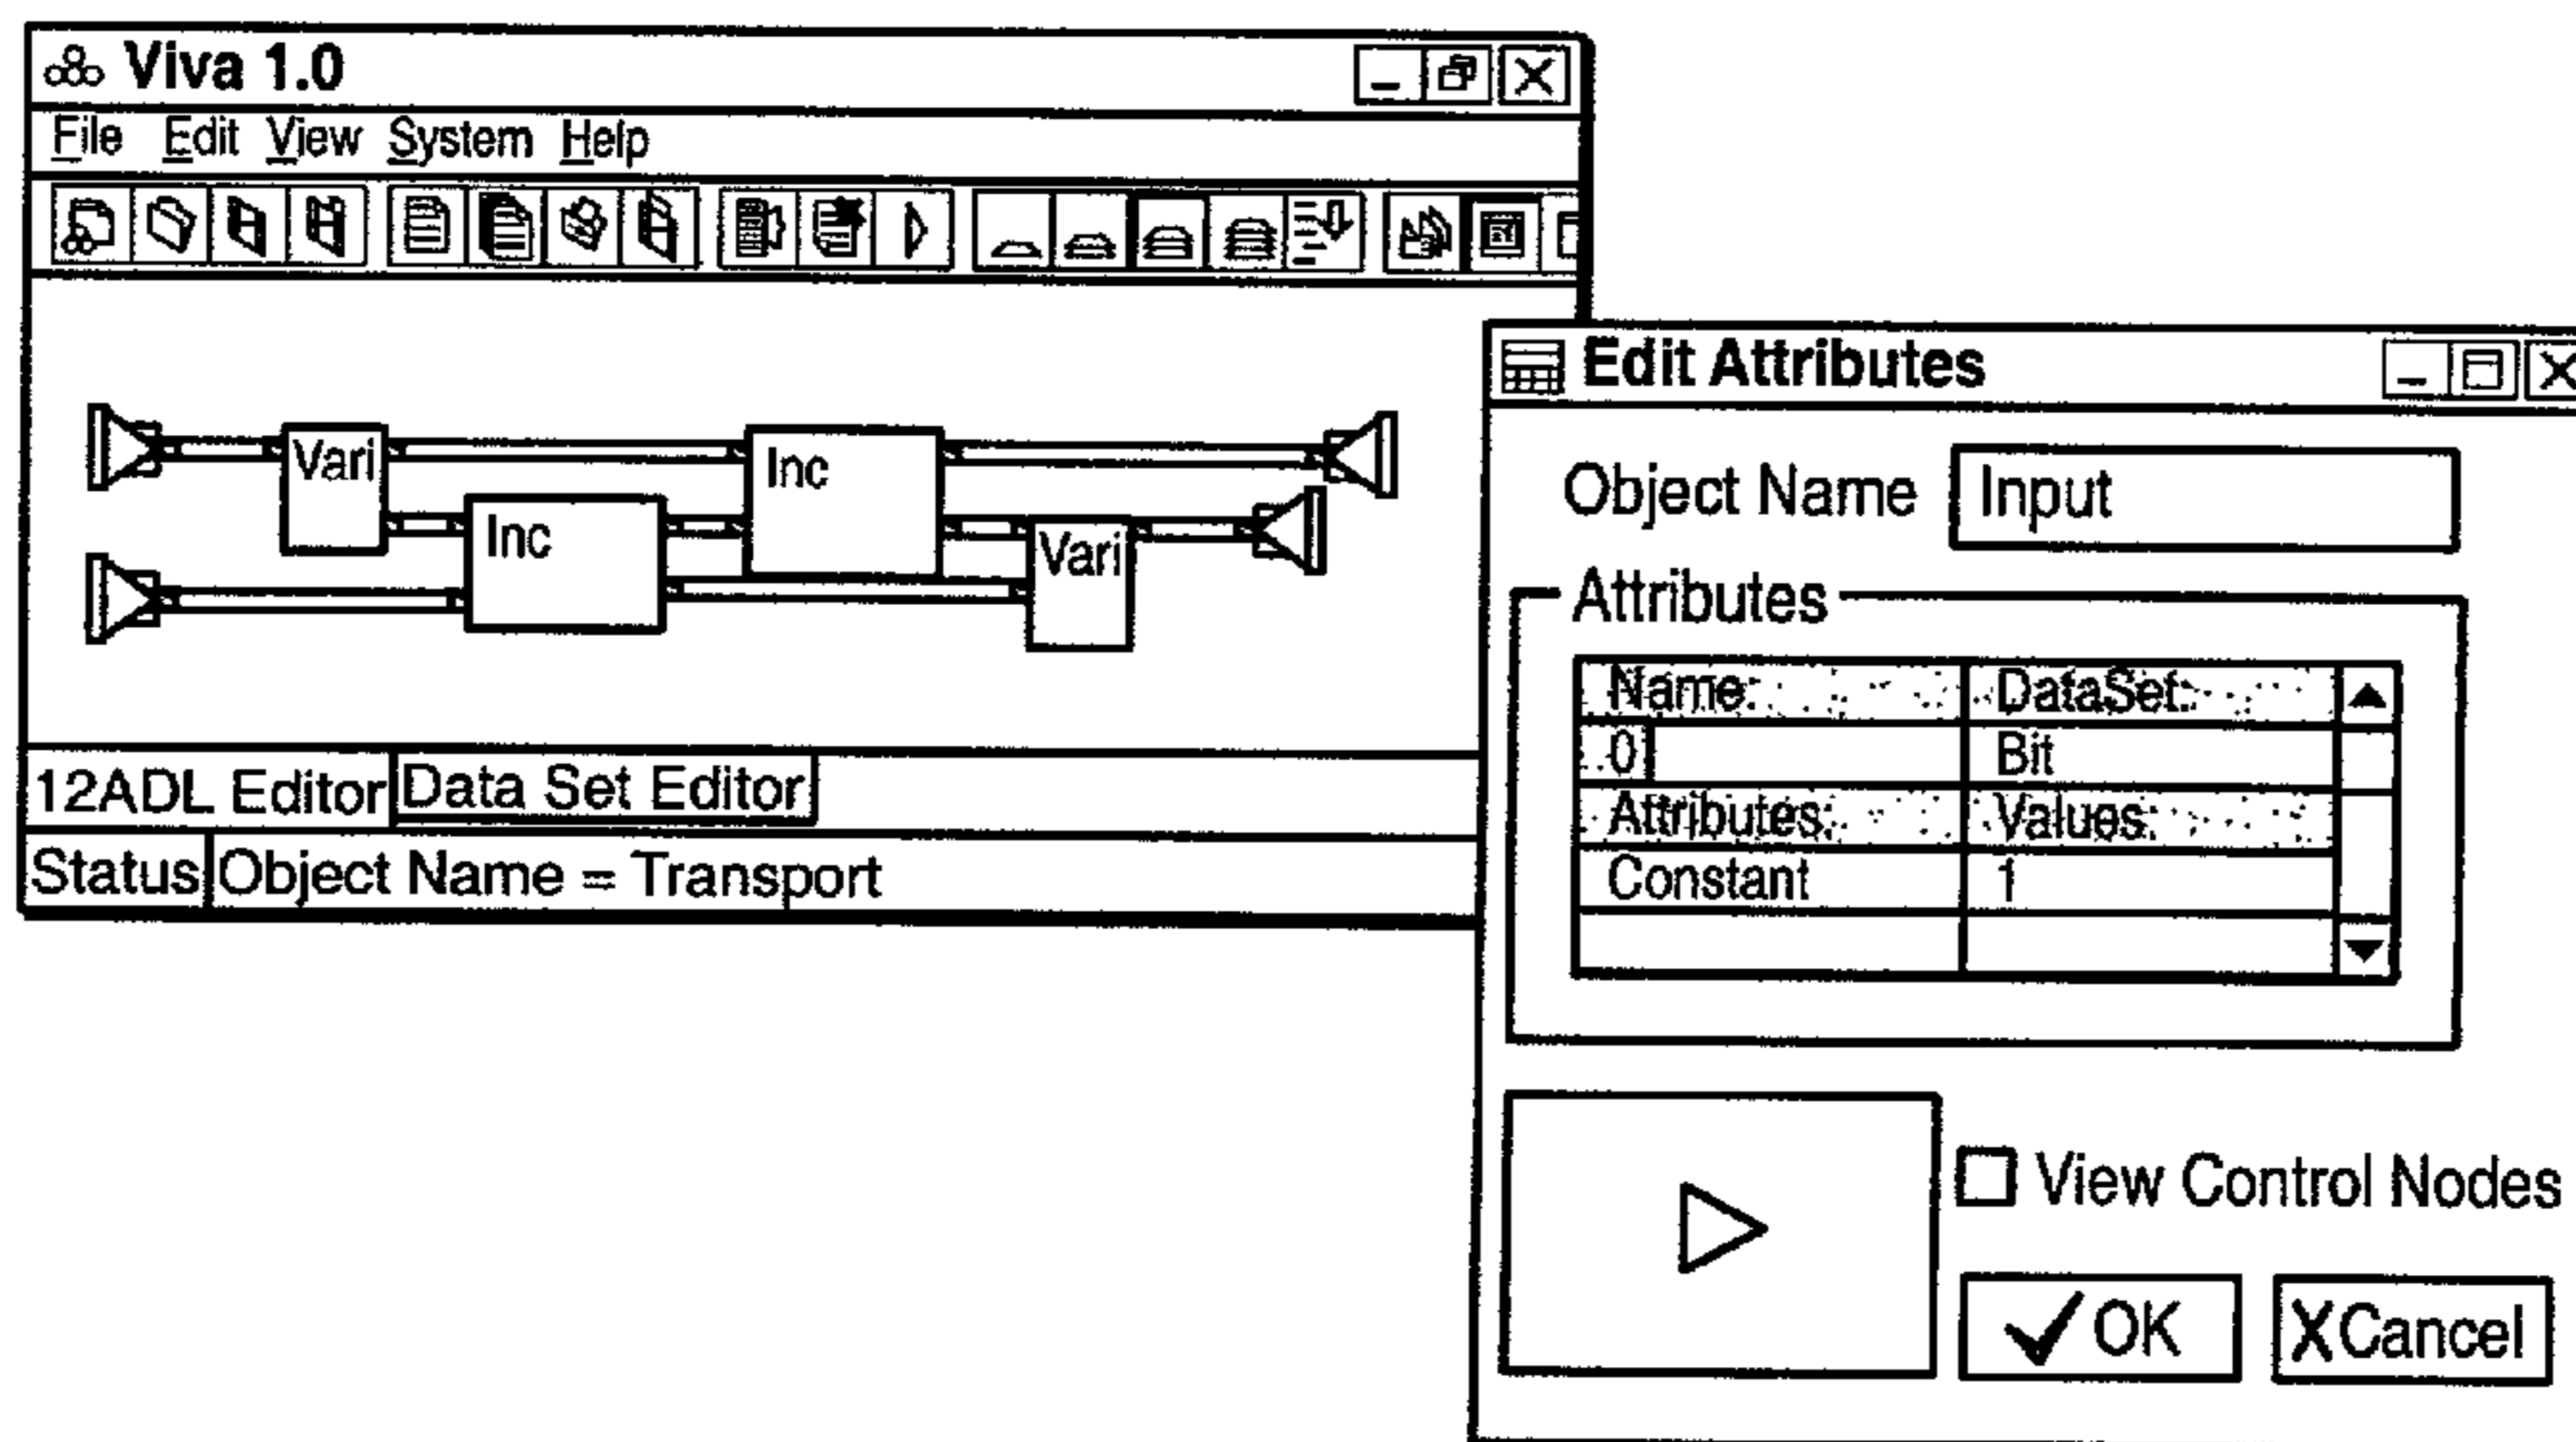 Viva 1.0
File Edit View System Help
Vari
Inc
Inc
Vari
12ADL Editor Data Set Editor
Status Object Name = Transport
Edit Attributes
Object Name Input
Attributes
Name: DataSet:
0 Bit
Attributes: Values:
Constant 1
View Control Nodes
OK XCancel